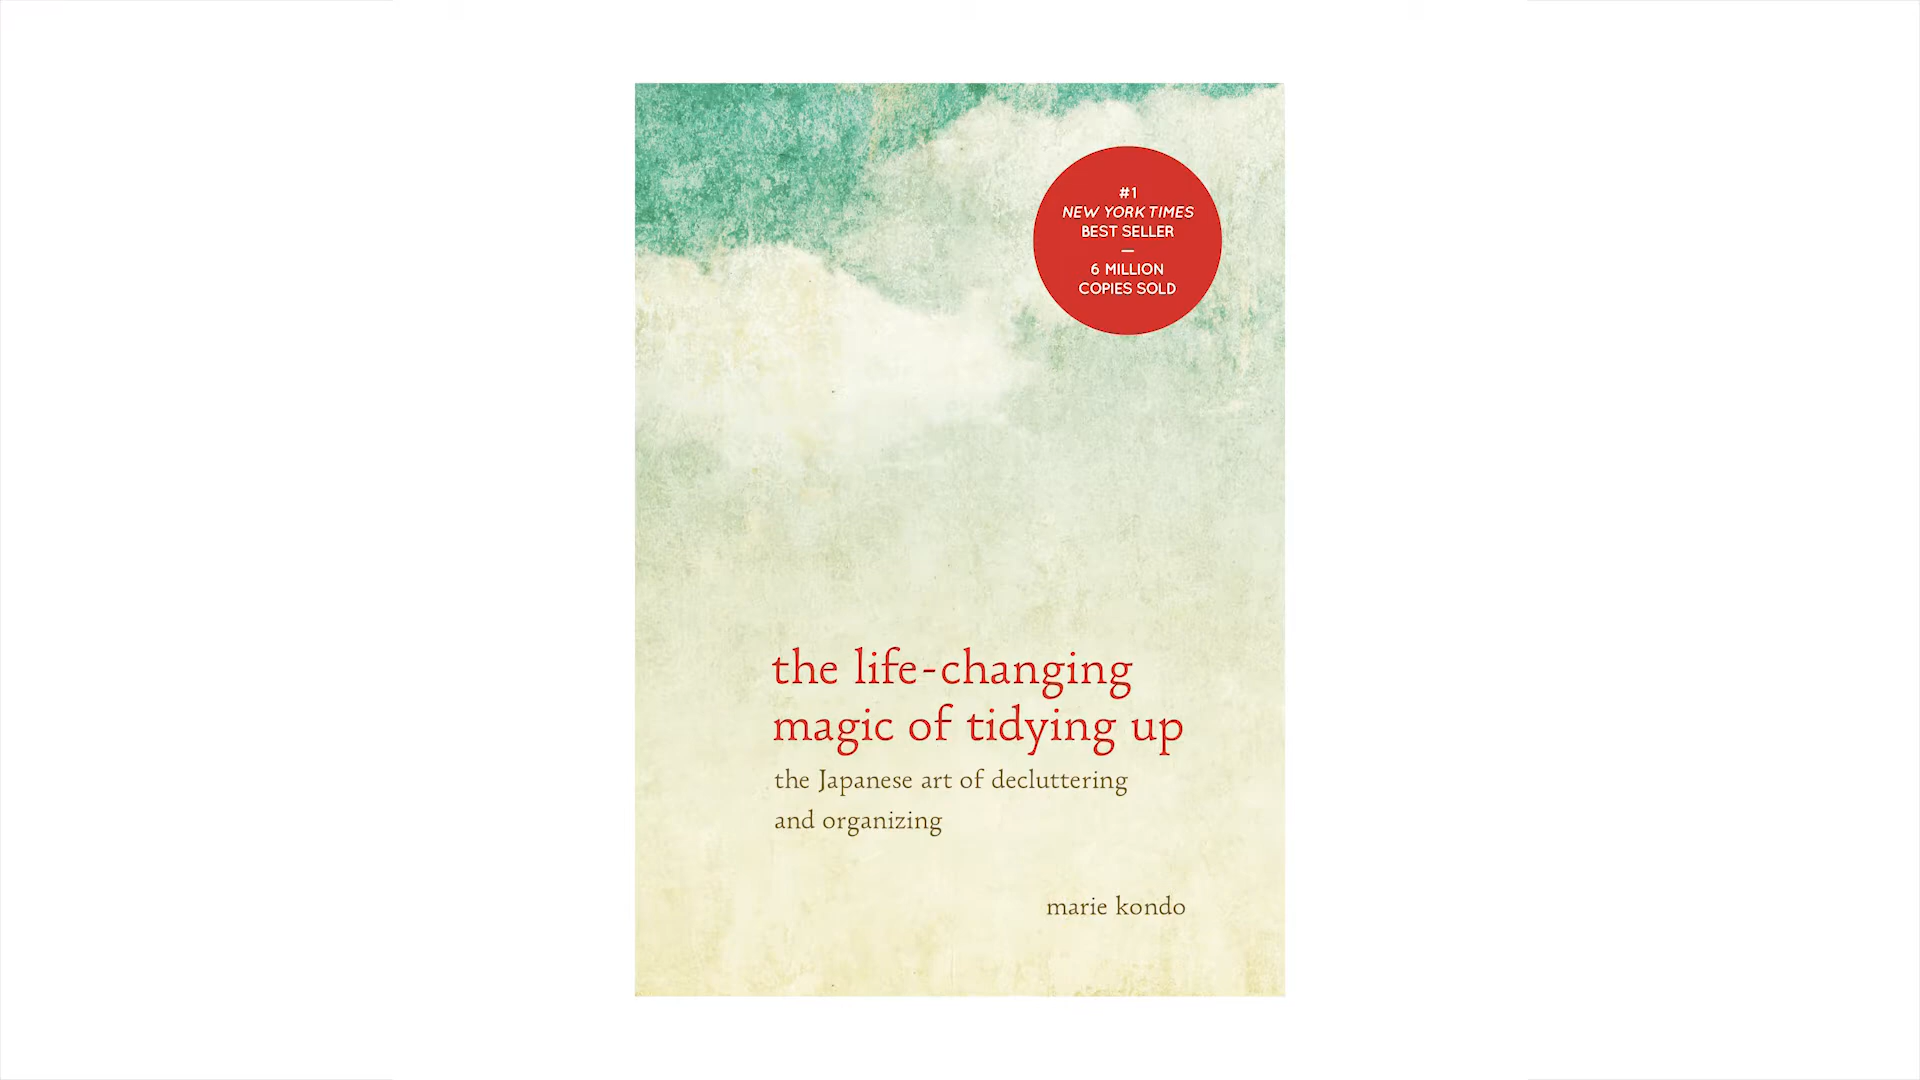 #1
NEW YORK TIMES
BEST SELLER
—
6 MILLION
COPIES SOLD
the life-changing
magic of tidying up
the Japanese art of decluttering
and organizing
marie kondo